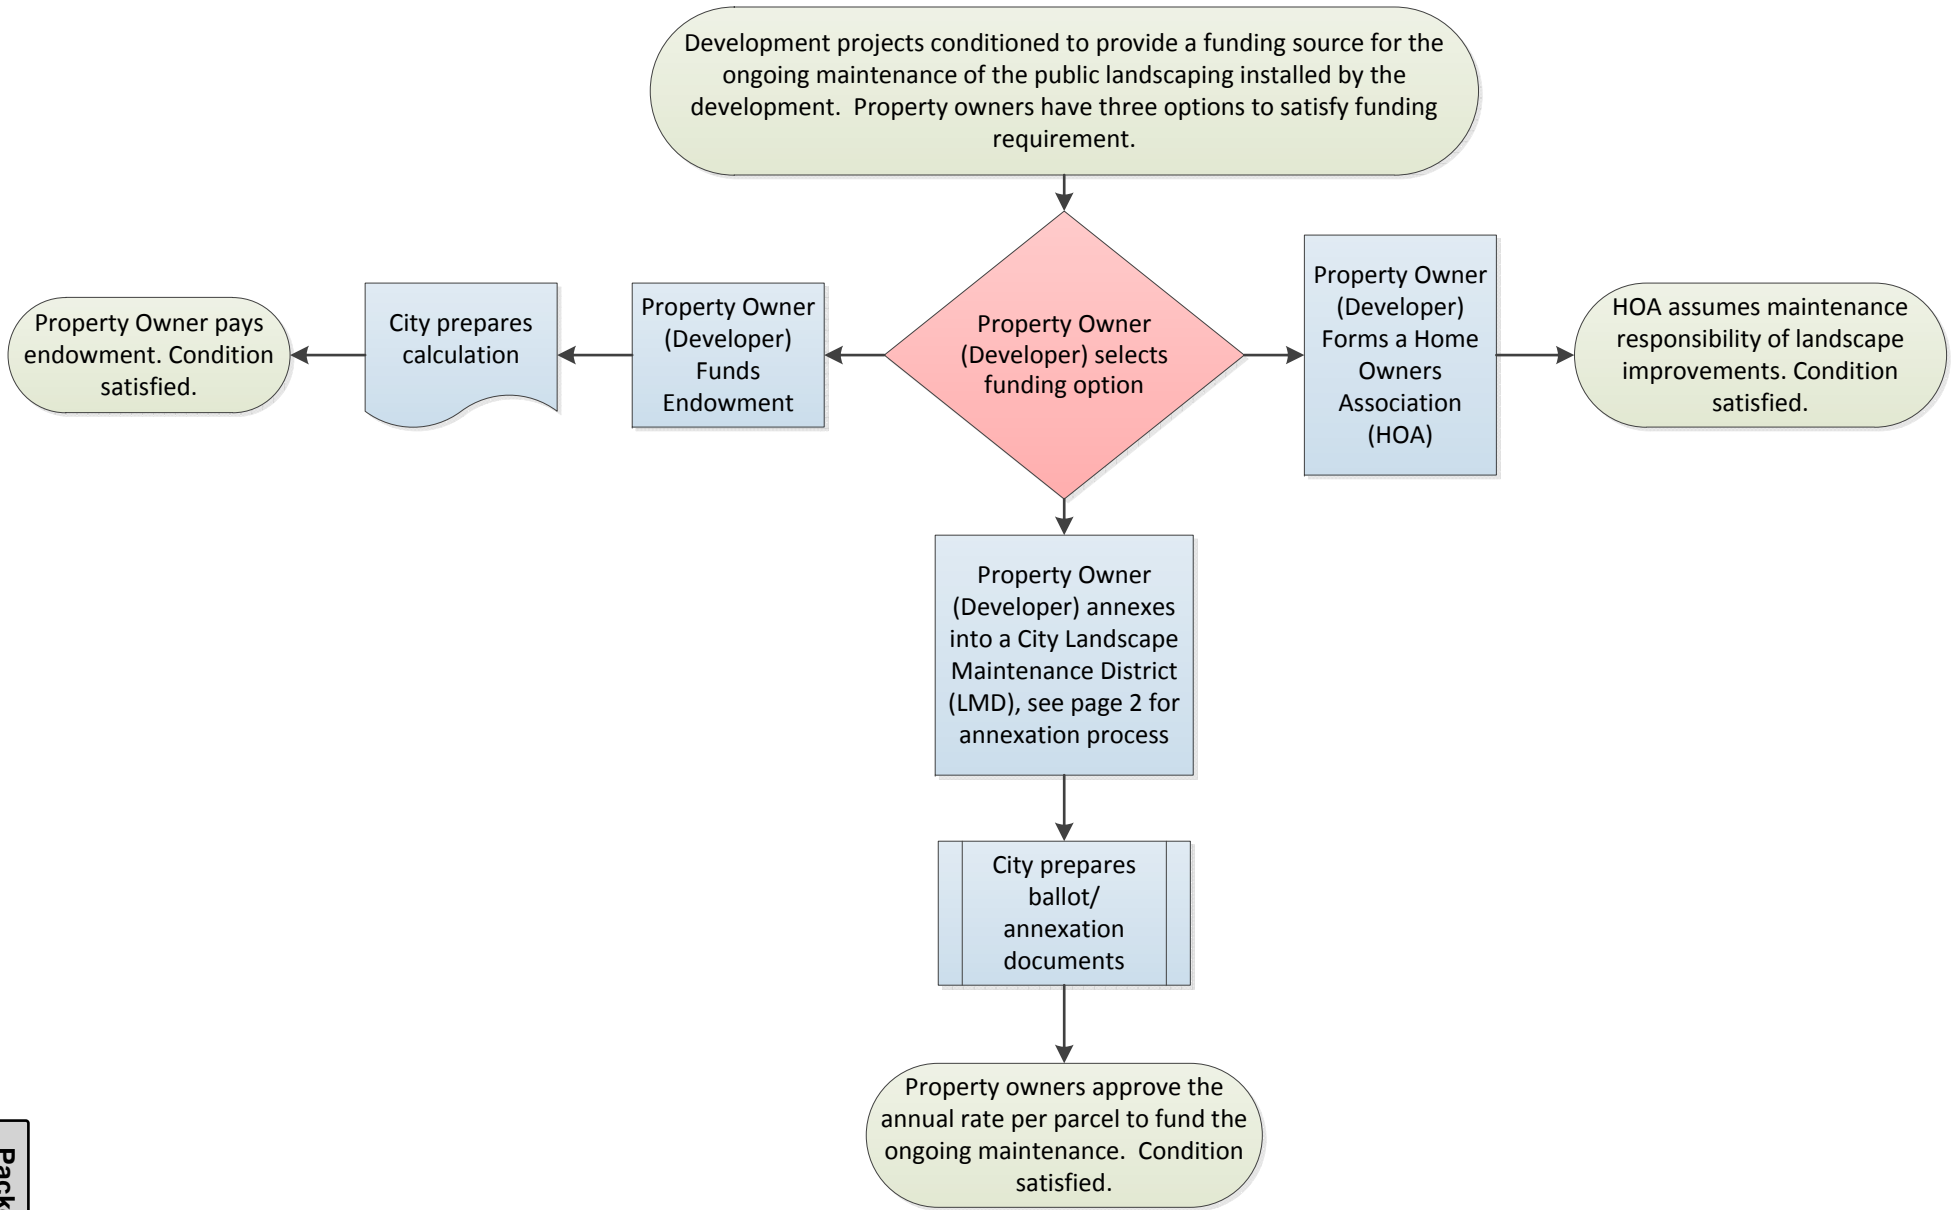 Development projects conditioned to provide a funding source for the
ongoing maintenance of the public landscaping installed by the
development.  Property owners have three options to satisfy funding
requirement.
Property Owner pays
endowment. Condition
satisfied.
City prepares
calculation
Property Owner
(Developer)
Funds
Endowment
Property Owner
(Developer) selects
funding option
Property Owner
(Developer)
Forms a Home
Owners
Association
(HOA)
HOA assumes maintenance
responsibility of landscape
improvements. Condition
satisfied.
Property Owner
(Developer) annexes
into a City Landscape
Maintenance District
(LMD), see page 2 for
annexation process
City prepares
ballot/
annexation
documents
Property owners approve the
annual rate per parcel to fund the
ongoing maintenance.  Condition
satisfied.